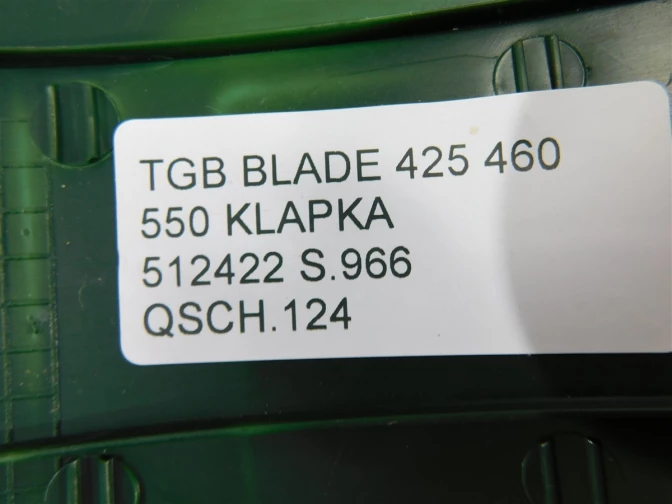 TGB BLADE 425 460
550 KLAPKA
512422 S.966
QSCH.124